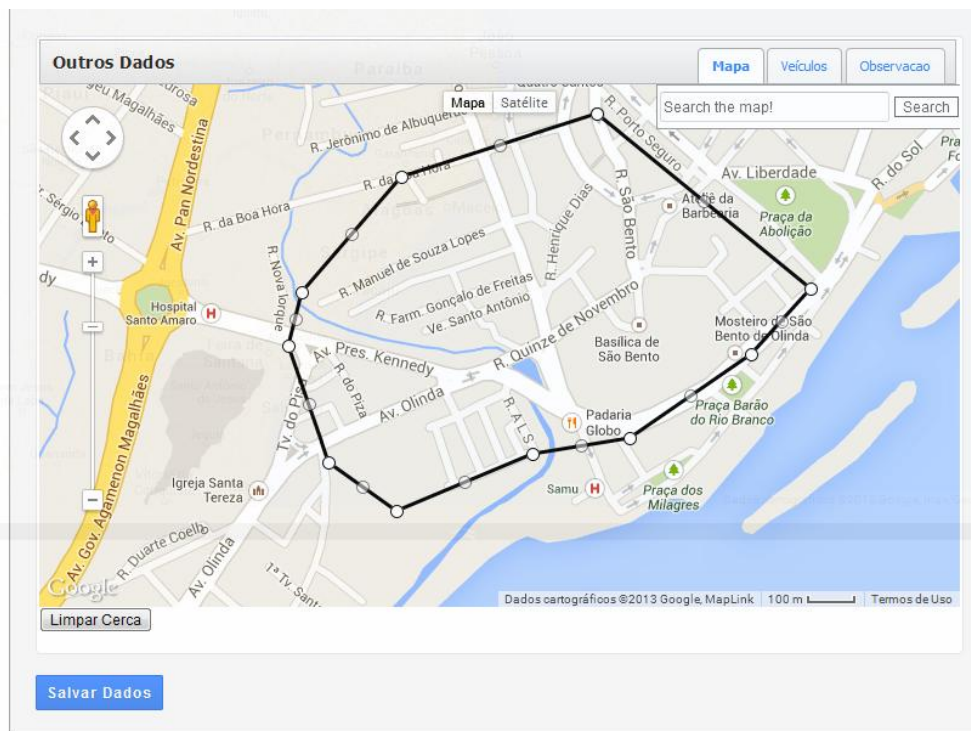 Outros Dados
Mapa
Veículos
Observacao
Mapa
Satélite
Search the map!
Search
R. Jerônimo de Albuquerque
R. Porto Seguro
Av. Liberdade
R. do Sol
Av. Pan Nordestina
R. da Boa Hora
R. da Boa Hora
R. São Bento
Ateliê da
Barbearia
Praça da
Abolição
R. Henrique Dias
R. Manuel de Souza Lopes
R. Nova Iorque
R. Farm. Gonçalo de Freitas
Ve. Santo Antônio
Hospital
Santo Amaro
R. Quinze de Novembro
Basílica de
São Bento
Mosteiro de São
Bento de Olinda
Av. Pres. Kennedy
R. do Piza
Tv. do Piza
Av. Olinda
R. A L S
Padaria
Globo
Praça Barão
do Rio Branco
Av. Gov. Agamenon Magalhães
Igreja Santa
Tereza
Samu
Praça dos
Milagres
R. Duarte Coelho
Av. Olinda
Google
Dados cartográficos ©2013 Google, MapLink
100 m
Termos de Uso
Limpar Cerca
Salvar Dados